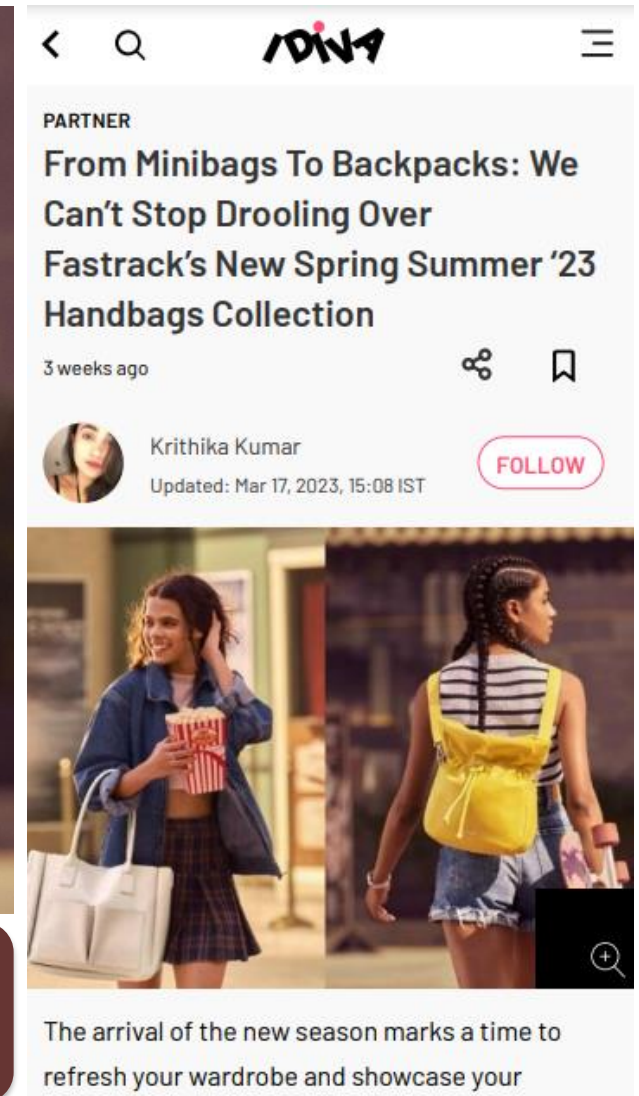 iDIVA
PARTNER
From Minibags To Backpacks: We
Can't Stop Drooling Over
Fastrack's New Spring Summer '23
Handbags Collection
3 weeks ago
Krithika Kumar
FOLLOW
Updated: Mar 17, 2023, 15:08 IST
The arrival of the new season marks a time to
refresh your wardrobe and showcase your